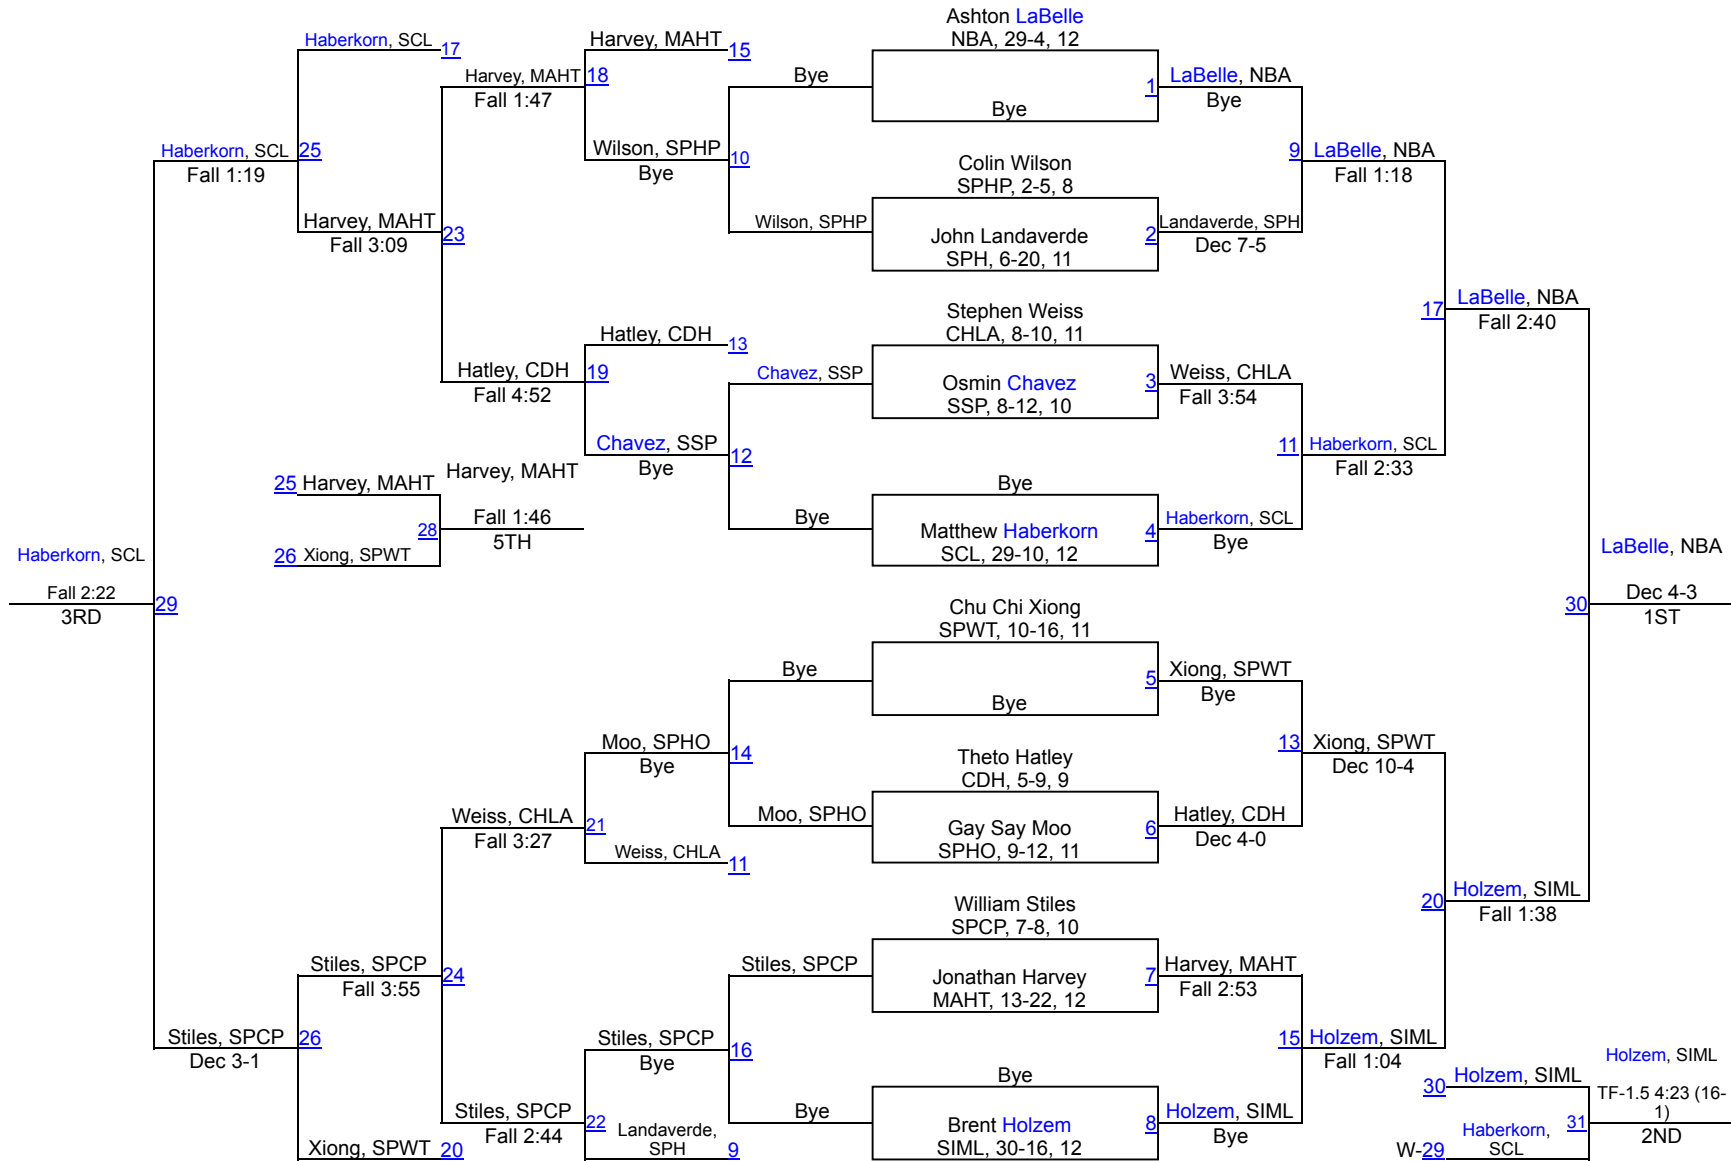 Ashton LaBelle
NBA, 29-4, 12
Bye
Colin Wilson
SPHP, 2-5, 8
John Landaverde
SPH, 6-20, 11
Stephen Weiss
CHLA, 8-10, 11
Osmin Chavez
SSP, 8-12, 10
Bye
Matthew Haberkorn
SCL, 29-10, 12
Chu Chi Xiong
SPWT, 10-16, 11
Bye
Theto Hatley
CDH, 5-9, 9
Gay Say Moo
SPHO, 9-12, 11
William Stiles
SPCP, 7-8, 10
Jonathan Harvey
MAHT, 13-22, 12
Bye
Brent Holzem
SIML, 30-16, 12
1
LaBelle, NBA
Bye
2
Landaverde, SPH
Dec 7-5
3
Weiss, CHLA
Fall 3:54
4
Haberkorn, SCL
Bye
5
Xiong, SPWT
Bye
6
Hatley, CDH
Dec 4-0
7
Harvey, MAHT
Fall 2:53
8
Holzem, SIML
Bye
9
LaBelle, NBA
Fall 1:18
11
Haberkorn, SCL
Fall 2:33
13
Xiong, SPWT
Dec 10-4
15
Holzem, SIML
Fall 1:04
17
LaBelle, NBA
Fall 2:40
20
Holzem, SIML
Fall 1:38
LaBelle, NBA
30
Dec 4-3
1ST
30
Holzem, SIML
W-29
Haberkorn,
SCL
31
Holzem, SIML
TF-1.5 4:23 (16-
1)
2ND
Bye
Wilson, SPHP
Chavez, SSP
Bye
Bye
Moo, SPHO
Stiles, SPCP
Bye
Harvey, MAHT
15
Wilson, SPHP
10
Bye
Hatley, CDH
13
Chavez, SSP
12
Bye
Moo, SPHO
14
Bye
Weiss, CHLA
11
Stiles, SPCP
16
Bye
Landaverde,
SPH
9
Harvey, MAHT
18
Fall 1:47
Hatley, CDH
19
Fall 4:52
Weiss, CHLA
21
Fall 3:27
Stiles, SPCP
22
Fall 2:44
Haberkorn, SCL
17
Harvey, MAHT
23
Fall 3:09
Stiles, SPCP
24
Fall 3:55
Xiong, SPWT
20
Haberkorn, SCL
25
Fall 1:19
Stiles, SPCP
26
Dec 3-1
25
Harvey, MAHT
26
Xiong, SPWT
28
Harvey, MAHT
Fall 1:46
5TH
Haberkorn, SCL
29
Fall 2:22
3RD